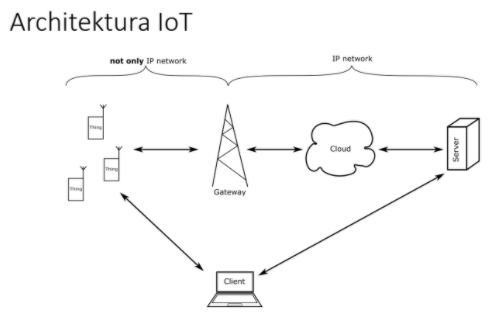 Architektura IoT
not only IP network
IP network
Thing
Thing
Thing
Gateway
Cloud
Server
Client